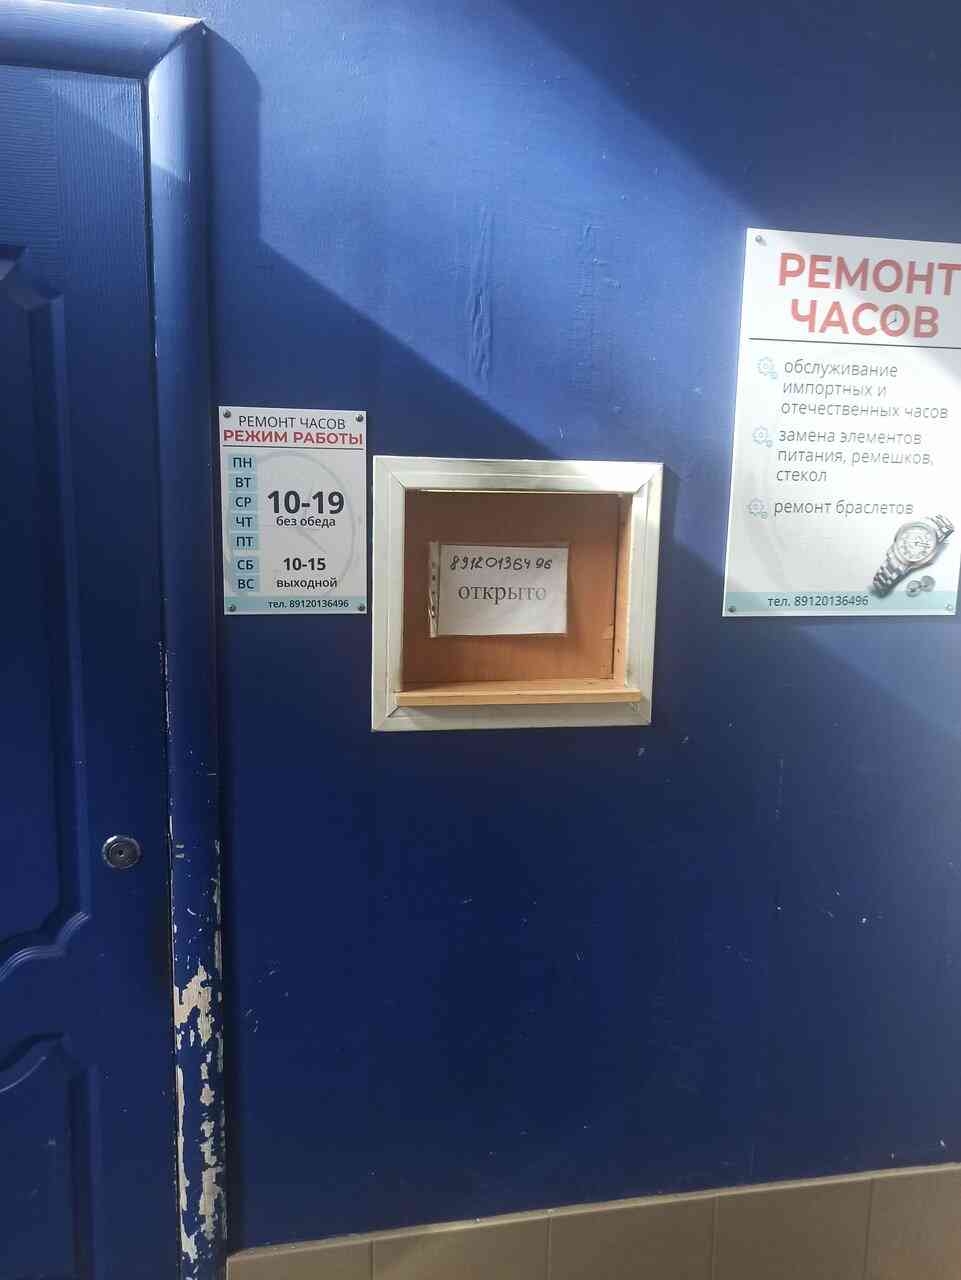 РЕМОНТ ЧАСОВ
РЕЖИМ РАБОТЫ
ПН
ВТ
СР
ЧТ
ПТ
10-19
без обеда
СБ
10-15
ВС
выходной
тел. 89120136496
89120136496
открыто
РЕМОНТ
ЧАСОВ
обслуживание
импортных и
отечественных часов
замена элементов
питания, ремешков,
стекол
ремонт браслетов
тел. 89120136496